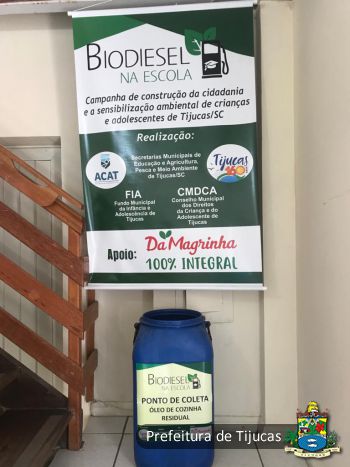 BIODIESEL
NA ESCOLA
Campanha de construção da cidadania
e a sensibilização ambiental de crianças
e adolescentes de Tijucas/SC
Realização:
Secretarias Municipais de
Educação e Agricultura,
Pesca e Meio Ambiente
de Tijucas/SC
ACAT
Tijucas
160
FIA
Fundo Municipal
da Infância e
Adolescência de
Tijucas
CMDCA
Conselho Municipal
dos Direitos
da Criança e do
Adolescente de
Tijucas
Apoio: Da Magrinha
100% INTEGRAL
BIODIESEL
NA ESCOLA
PONTO DE COLETA
ÓLEO DE COZINHA
RESIDUAL
Prefeitura de Tijucas